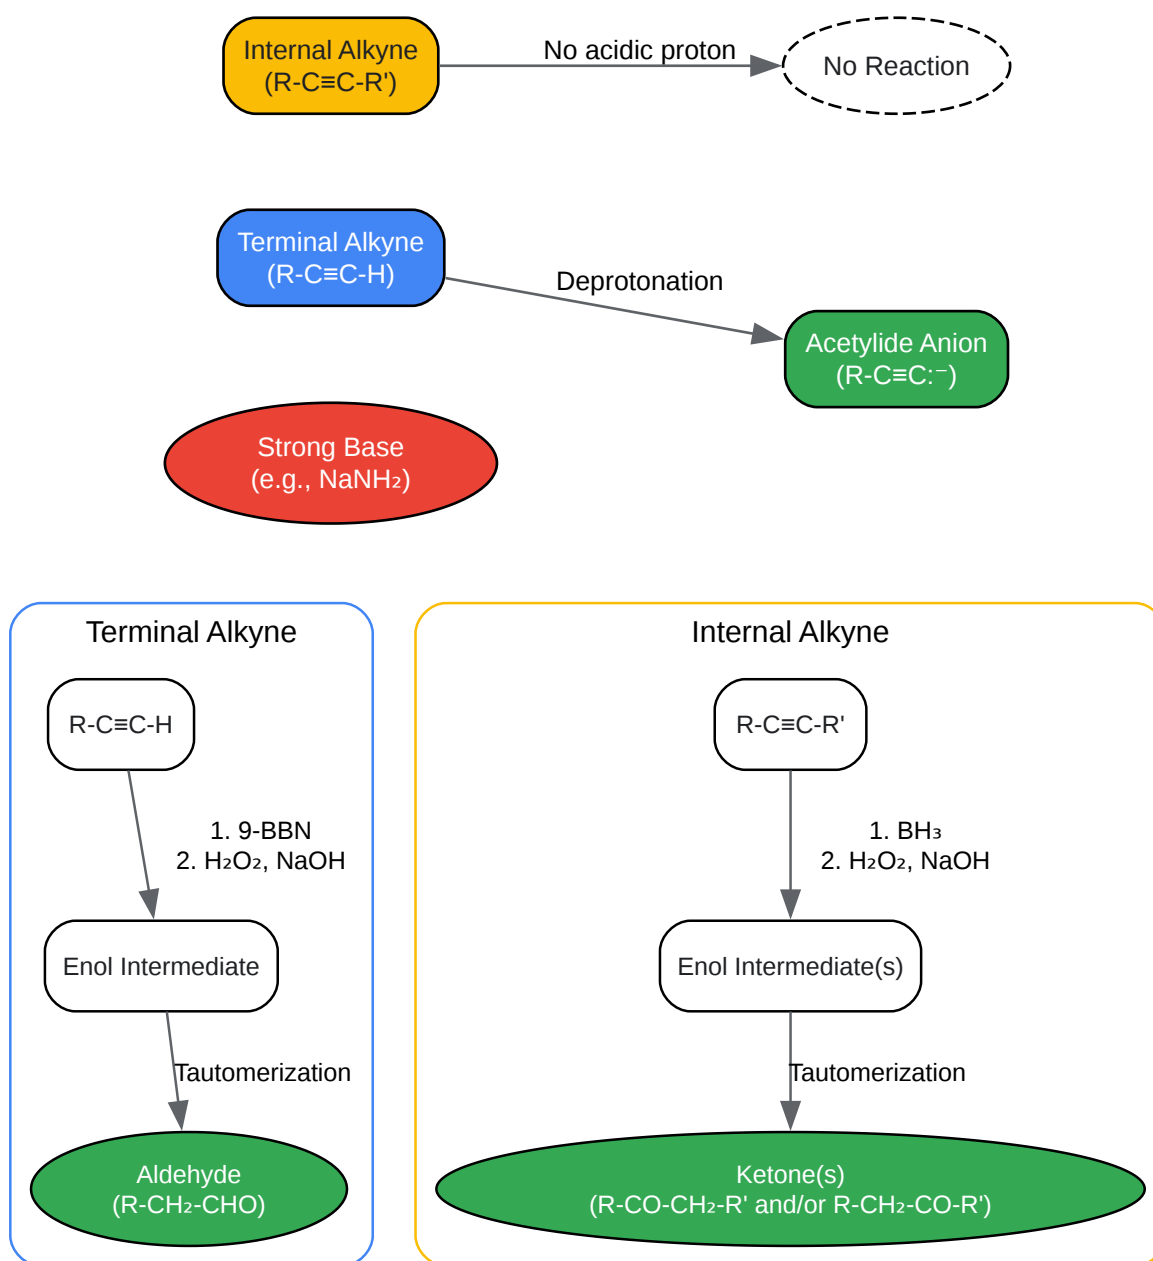 Internal Alkyne
(R-C≡C-R')
No acidic proton
No Reaction
Terminal Alkyne
(R-C≡C-H)
Deprotonation
Acetylide Anion
(R-C≡C:⁻)
Strong Base
(e.g., NaNH₂)
Terminal Alkyne
R-C≡C-H
1. 9-BBN
2. H₂O₂, NaOH
Enol Intermediate
Tautomerization
Aldehyde
(R-CH₂-CHO)
Internal Alkyne
R-C≡C-R'
1. BH₃
2. H₂O₂, NaOH
Enol Intermediate(s)
Tautomerization
Ketone(s)
(R-CO-CH₂-R' and/or R-CH₂-CO-R')